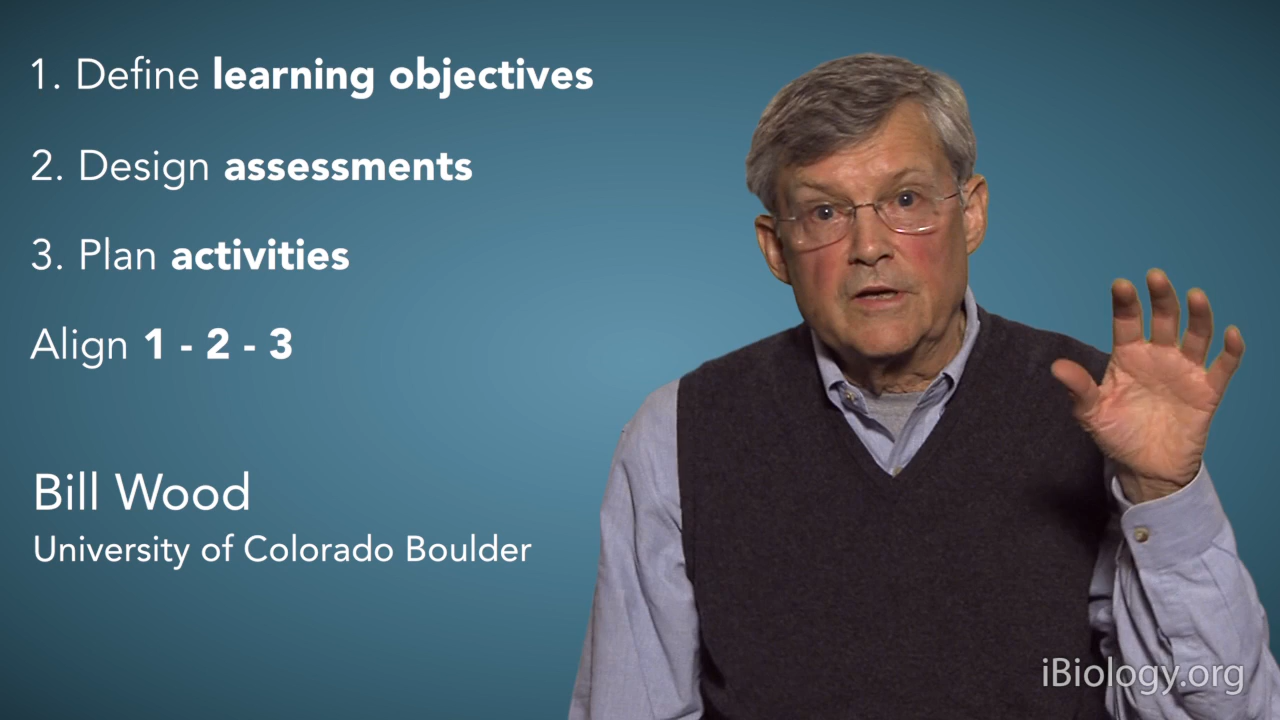 1. Define learning objectives
2. Design assessments
3. Plan activities
Align 1 - 2 - 3
Bill Wood
University of Colorado Boulder
iBiology.org